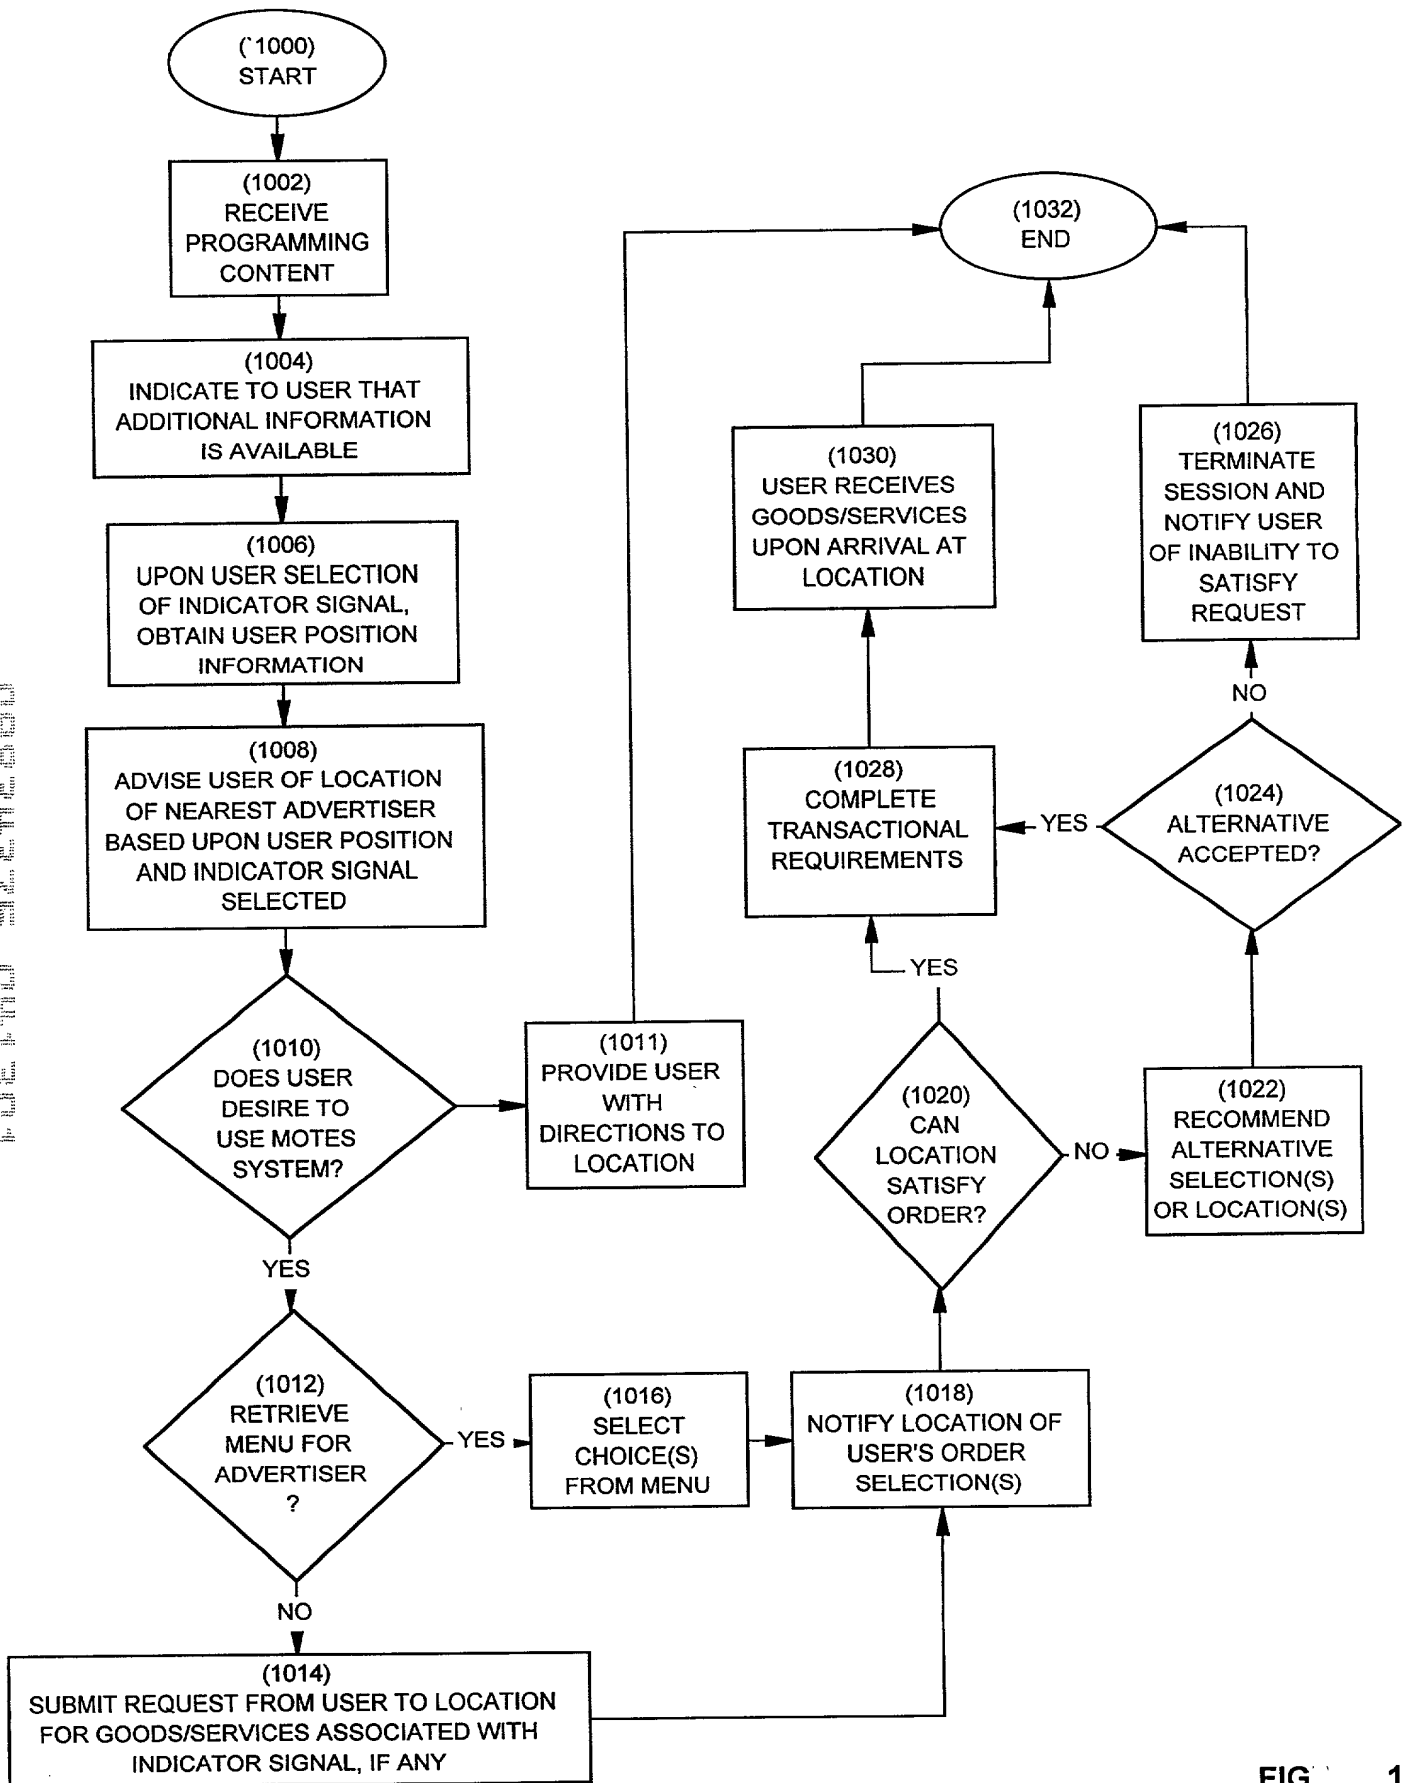 (1000)
START
(1002)
RECEIVE
PROGRAMMING
CONTENT
(1004)
INDICATE TO USER THAT
ADDITIONAL INFORMATION
IS AVAILABLE
(1006)
UPON USER SELECTION
OF INDICATOR SIGNAL,
OBTAIN USER POSITION
INFORMATION
(1008)
ADVISE USER OF LOCATION
OF NEAREST ADVERTISER
BASED UPON USER POSITION
AND INDICATOR SIGNAL
SELECTED
(1010)
DOES USER
DESIRE TO
USE MOTES
SYSTEM?
(1011)
PROVIDE USER
WITH
DIRECTIONS TO
LOCATION
YES
(1012)
RETRIEVE
MENU FOR
ADVERTISER
?
YES
NO
(1014)
SUBMIT REQUEST FROM USER TO LOCATION
FOR GOODS/SERVICES ASSOCIATED WITH
INDICATOR SIGNAL, IF ANY
(1016)
SELECT
CHOICE(S)
FROM MENU
(1018)
NOTIFY LOCATION OF
USER'S ORDER
SELECTION(S)
(1020)
CAN
LOCATION
SATISFY
ORDER?
NO
YES
(1022)
RECOMMEND
ALTERNATIVE
SELECTION(S)
OR LOCATION(S)
(1024)
ALTERNATIVE
ACCEPTED?
YES
NO
(1026)
TERMINATE
SESSION AND
NOTIFY USER
OF INABILITY TO
SATISFY
REQUEST
(1028)
COMPLETE
TRANSACTIONAL
REQUIREMENTS
(1030)
USER RECEIVES
GOODS/SERVICES
UPON ARRIVAL AT
LOCATION
(1032)
END
FIG 1